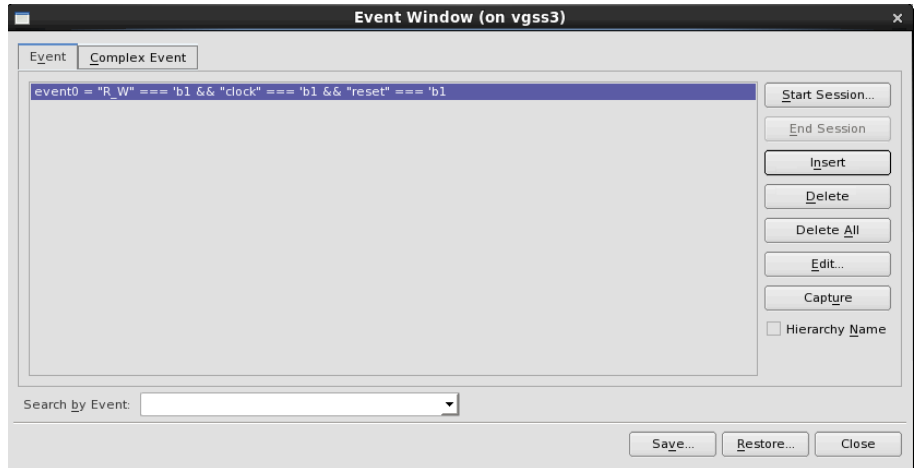 Event Window (on vgss3)
Event
Complex Event
event0 = "R_W" === 'b1 && "clock" === 'b1 && "reset" === 'b1
Start Session...
End Session
Insert
Delete
Delete All
Edit...
Capture
Hierarchy Name
Search by Event:
Save...
Restore...
Close